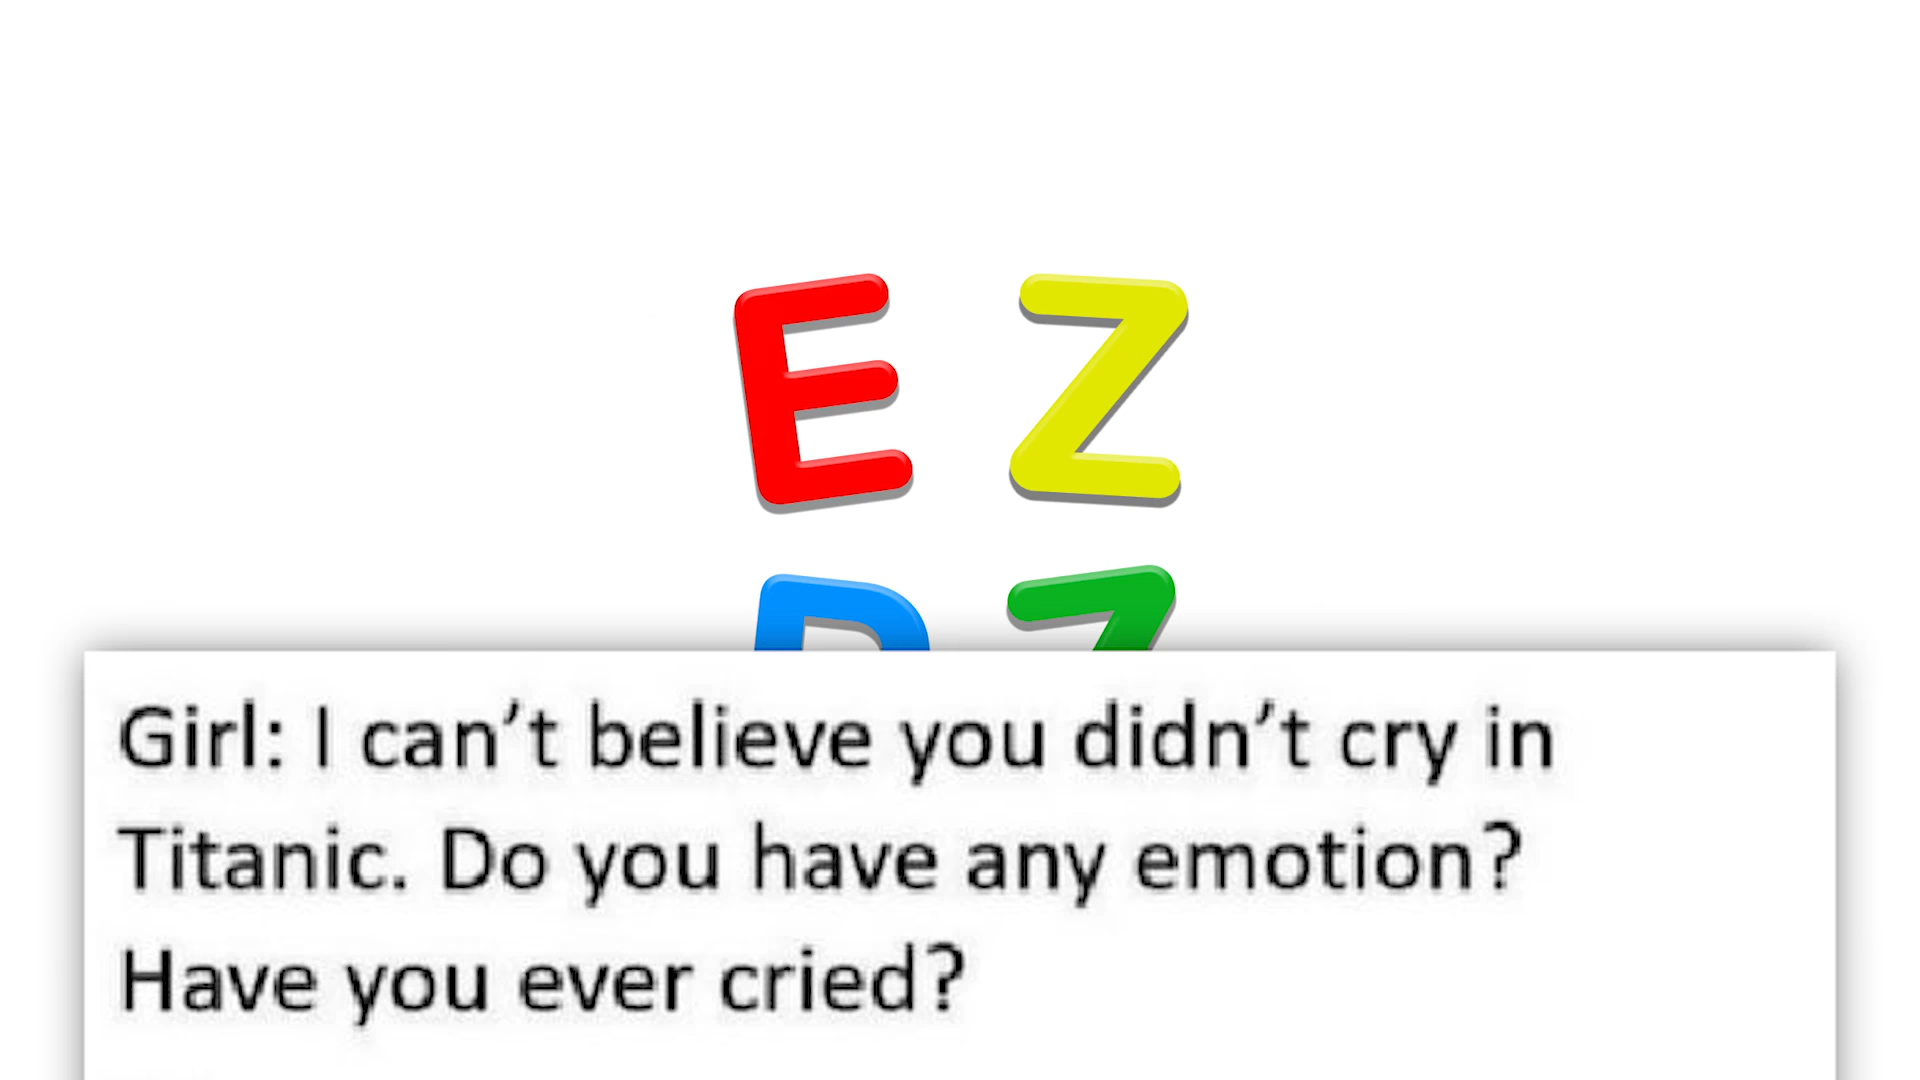 E Z
Girl: I can’t believe you didn’t cry in
Titanic. Do you have any emotion?
Have you ever cried?